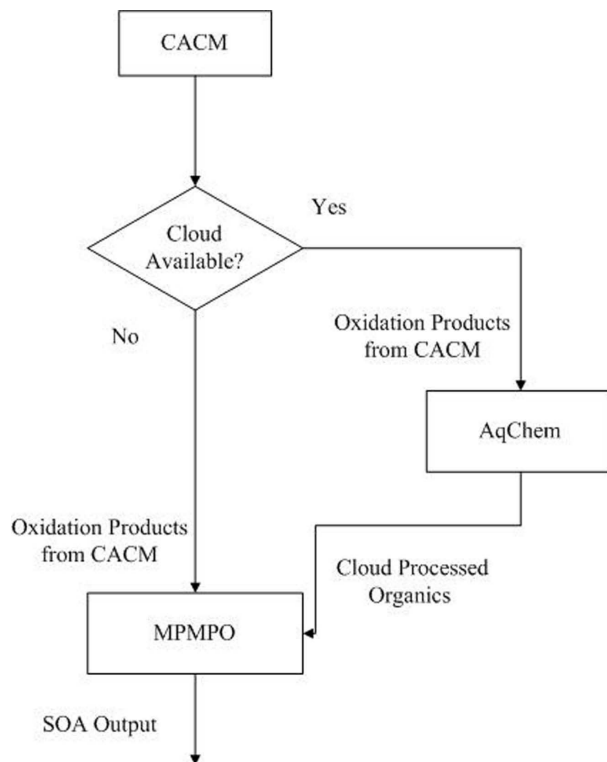 CACM
Yes
Cloud
Available?
No
Oxidation Products
from CACM
AqChem
Oxidation Products
from CACM
Cloud Processed
Organics
MPMPO
SOA Output